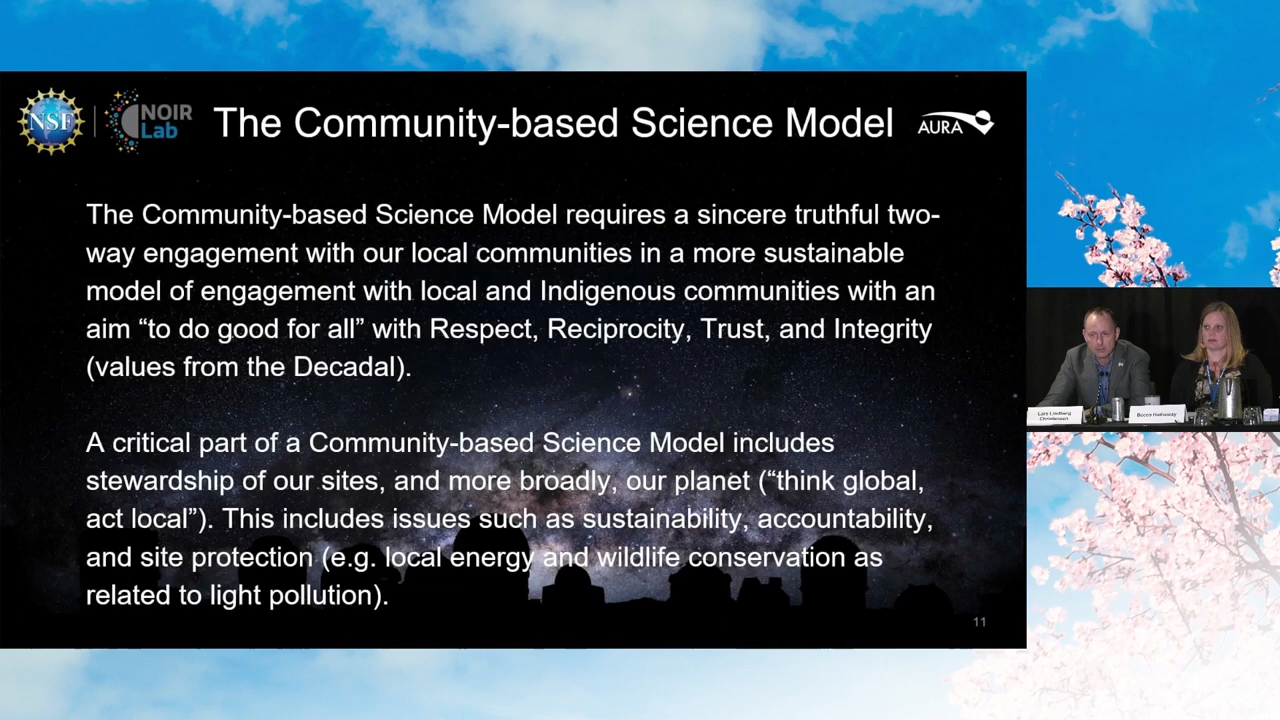 NSF
NOIR
Lab
The Community-based Science Model
AURA
The Community-based Science Model requires a sincere truthful two-
way engagement with our local communities in a more sustainable
model of engagement with local and Indigenous communities with an
aim “to do good for all” with Respect, Reciprocity, Trust, and Integrity
(values from the Decadal).
A critical part of a Community-based Science Model includes
stewardship of our sites, and more broadly, our planet (“think global,
act local”). This includes issues such as sustainability, accountability,
and site protection (e.g. local energy and wildlife conservation as
related to light pollution).
11
Lars Lindberg
Christensen
Becca Hathaway